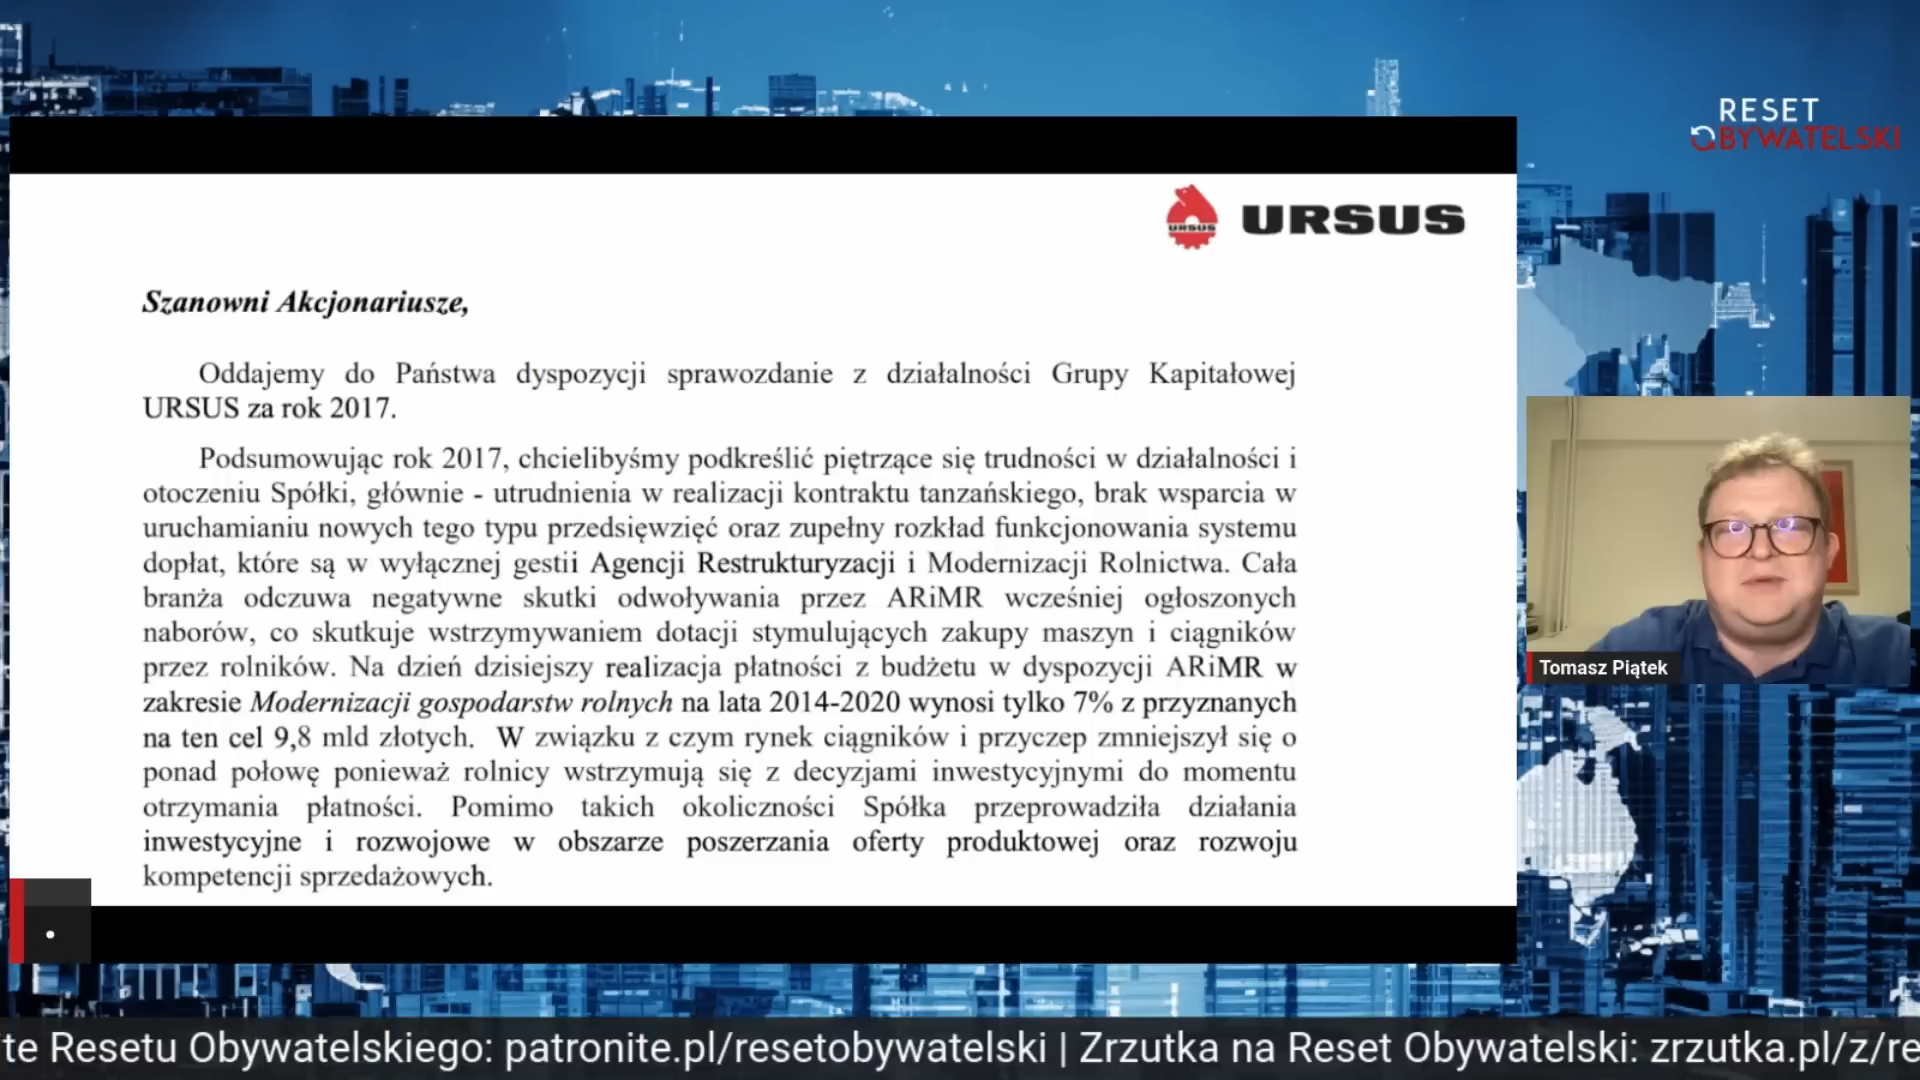 RESET
OBYWATELSKI
URSUS
URSUS
Szanowni Akcjonariusze,
Oddajemy do Państwa dyspozycji sprawozdanie z działalności Grupy Kapitałowej
URSUS za rok 2017.
Podsumowując rok 2017, chcielibyśmy podkreślić piętrzące się trudności w działalności i
otoczeniu Spółki, głównie - utrudnienia w realizacji kontraktu tanzańskiego, brak wsparcia w
uruchamianiu nowych tego typu przedsięwzięć oraz zupełny rozkład funkcjonowania systemu
dopłat, które są w wyłącznej gestii Agencji Restrukturyzacji i Modernizacji Rolnictwa. Cała
branża odczuwa negatywne skutki odwoływania przez ARiMR wcześniej ogłoszonych
naborów, co skutkuje wstrzymywaniem dotacji stymulujących zakupy maszyn i ciągników
przez rolników. Na dzień dzisiejszy realizacja płatności z budżetu w dyspozycji ARiMR w
zakresie Modernizacji gospodarstw rolnych na lata 2014-2020 wynosi tylko 7% z przyznanych
na ten cel 9,8 mld złotych. W związku z czym rynek ciągników i przyczep zmniejszył się o
ponad połowę ponieważ rolnicy wstrzymują się z decyzjami inwestycyjnymi do momentu
otrzymania płatności. Pomimo takich okoliczności Spółka przeprowadziła działania
inwestycyjne i rozwojowe w obszarze poszerzania oferty produktowej oraz rozwoju
kompetencji sprzedażowych.
Tomasz Piątek
te Resetu Obywatelskiego: patronite.pl/resetobywatelski | Zrzutka na Reset Obywatelski: zrzutka.pl/z/re